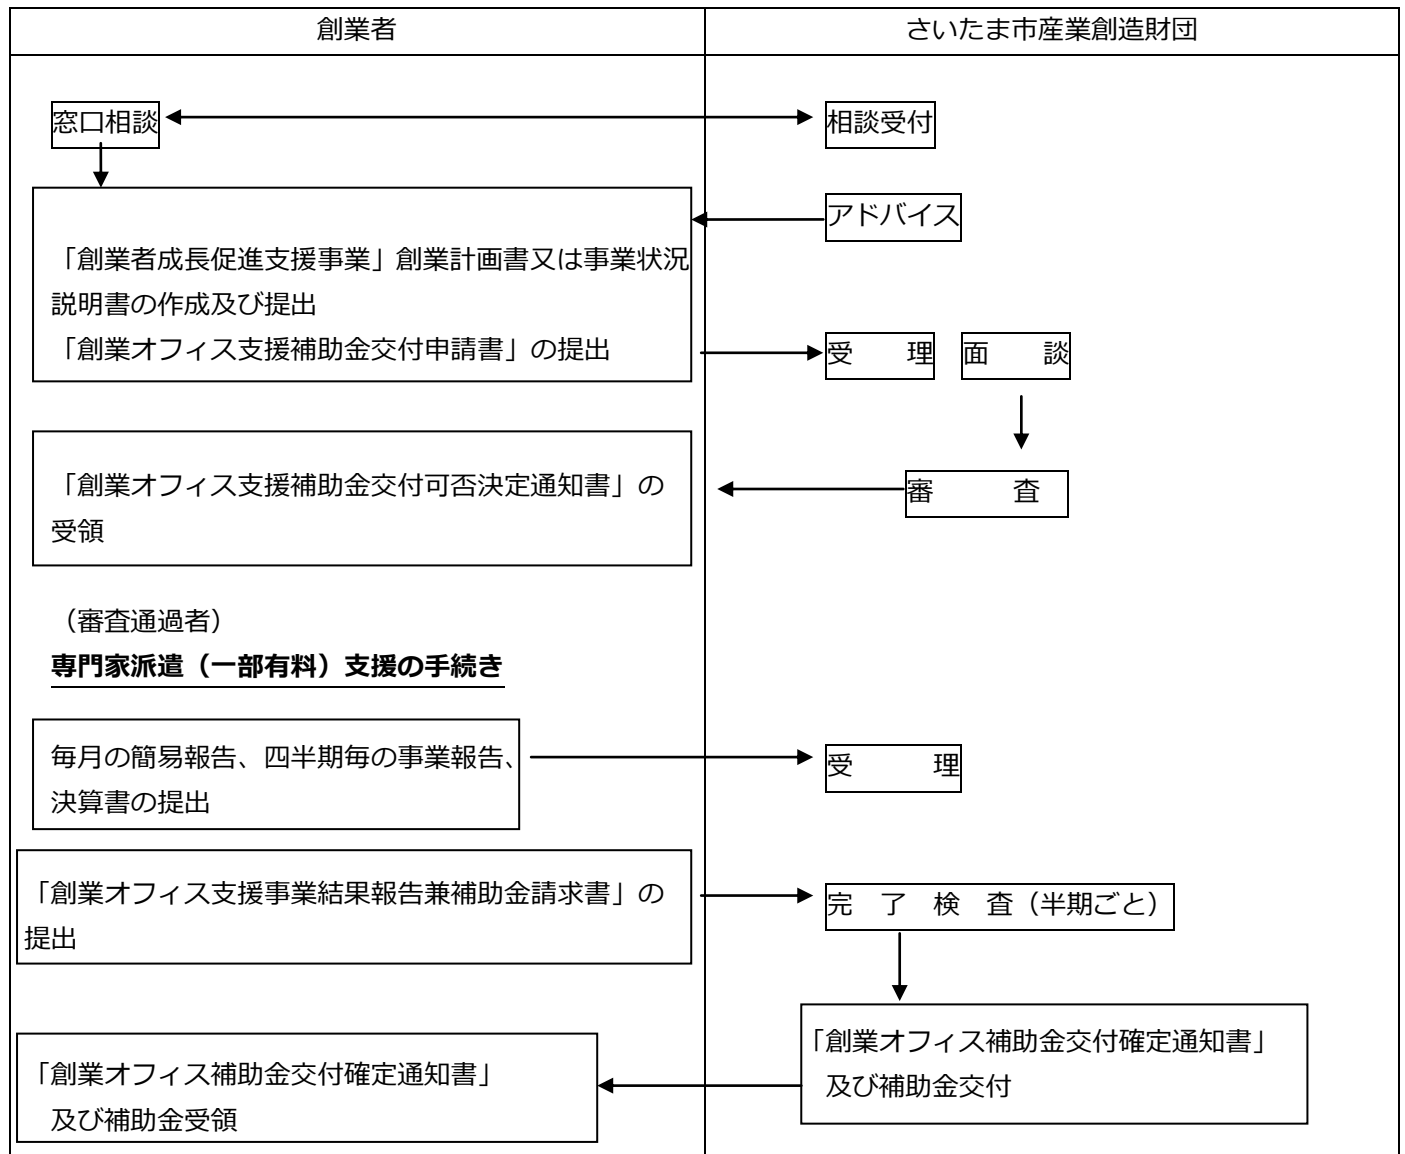 創業者
さいたま市産業創造財団
窓口相談
相談受付
アドバイス
「創業者成長促進支援事業」創業計画書又は事業状況
説明書の作成及び提出
「創業オフィス支援補助金交付申請書」の提出
受　理
面　談
「創業オフィス支援補助金交付可否決定通知書」の
受領
審　　査
（審査通過者）
専門家派遣（一部有料）支援の手続き
毎月の簡易報告、四半期毎の事業報告、
決算書の提出
受　　理
「創業オフィス支援事業結果報告兼補助金請求書」の
提出
完　了　検　査（半期ごと）
「創業オフィス補助金交付確定通知書」
及び補助金交付
「創業オフィス補助金交付確定通知書」
及び補助金受領